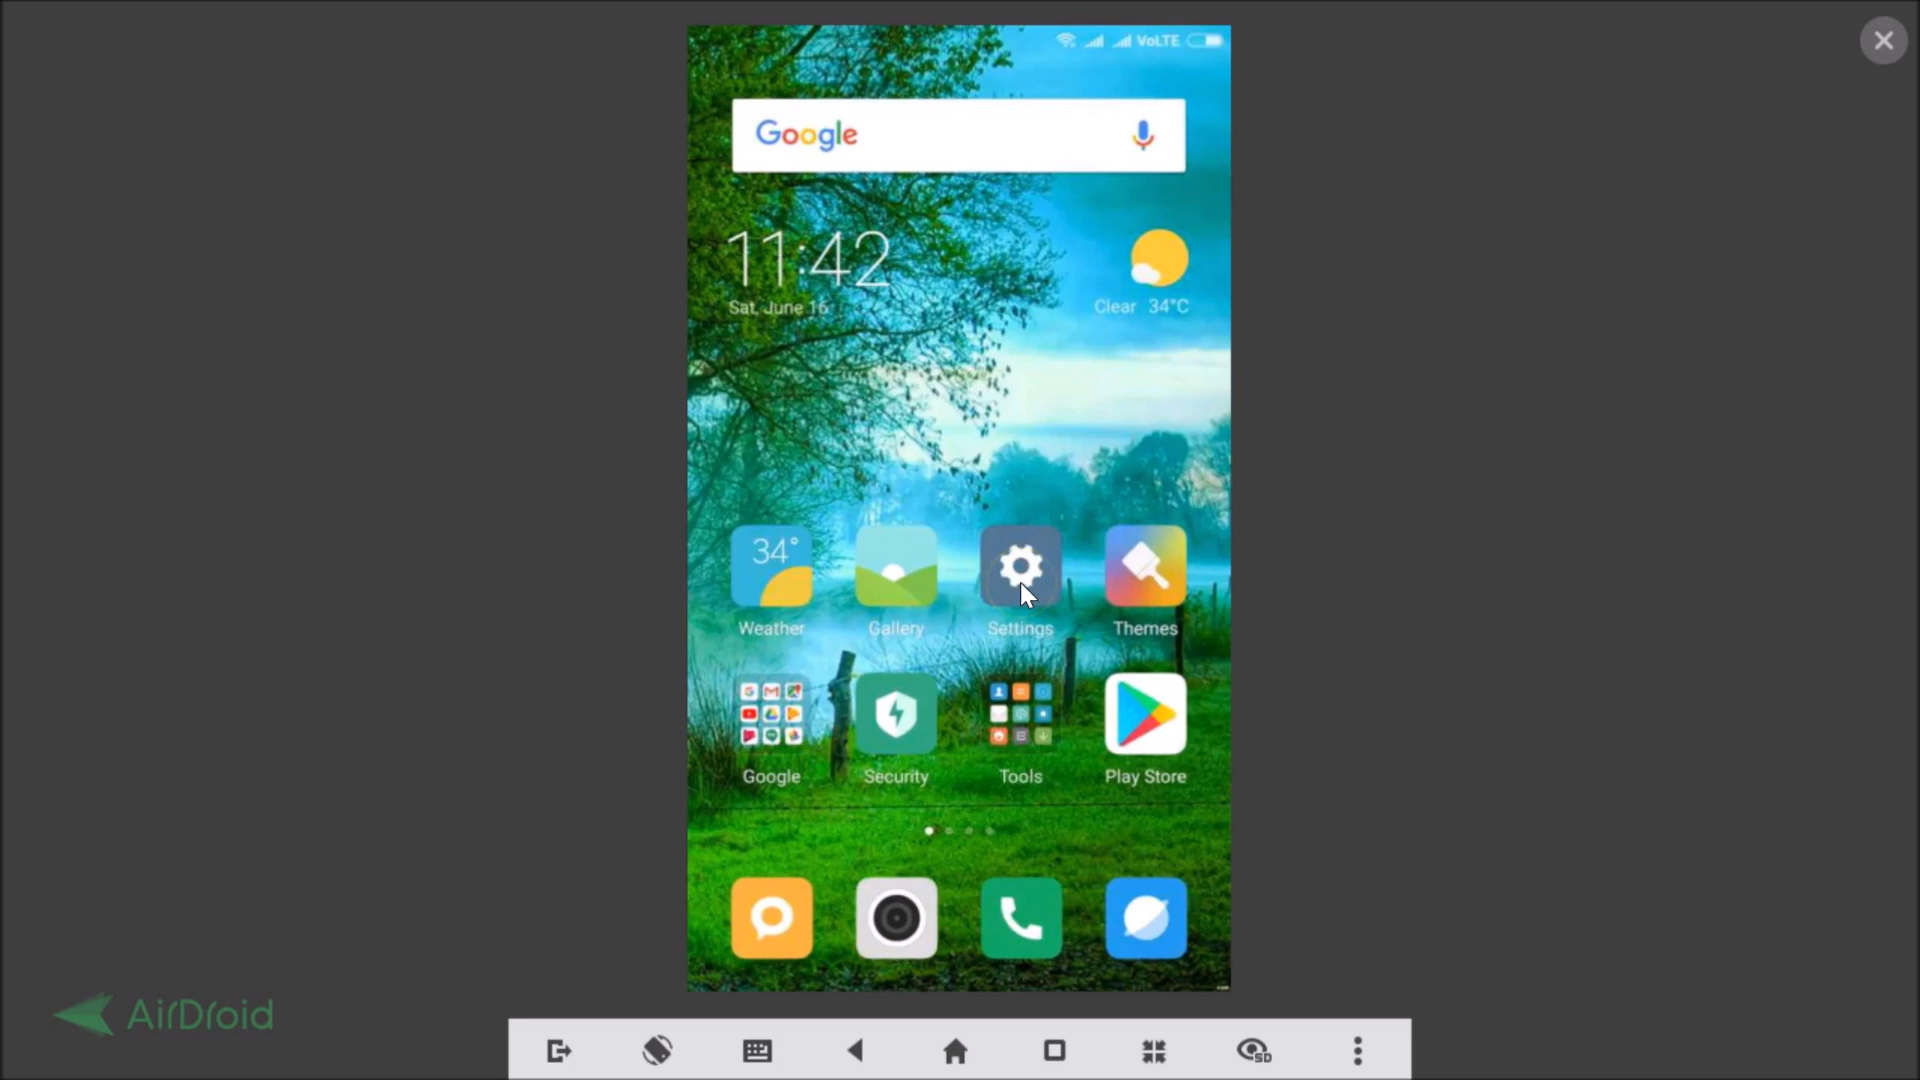 VoLTE
Google
11:42
Sat, June 16
Clear 34°C
34°
Weather
Gallery
Settings
Themes
Google
Security
Tools
Play Store
AirDroid
SD